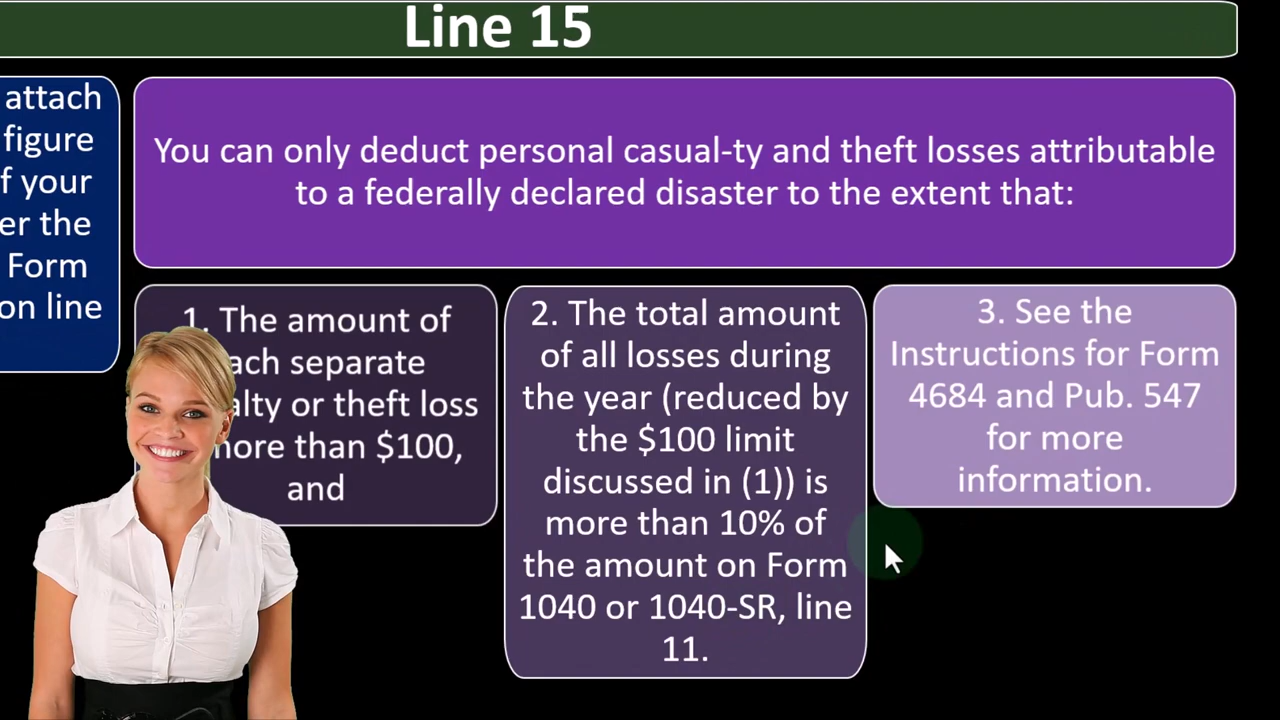 Line 15
attach
figure
f your
er the
Form
on line
You can only deduct personal casual-ty and theft losses attributable
to a federally declared disaster to the extent that:
1. The amount of
ach separate
alty or theft loss
more than $100,
and
2. The total amount
of all losses during
the year (reduced by
the $100 limit
discussed in (1)) is
more than 10% of
the amount on Form
1040 or 1040-SR, line
11.
3. See the
Instructions for Form
4684 and Pub. 547
for more
information.